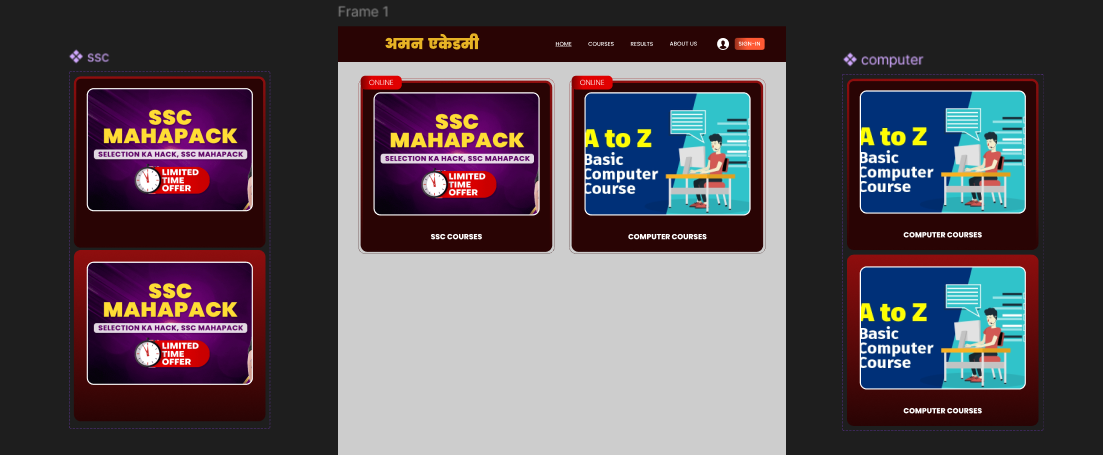 Frame 1
ssc
SSC
MAHAPACK
SELECTION KA HACK, SSC MAHAPACK
LIMITED
TIME
OFFER
SSC
MAHAPACK
SELECTION KA HACK, SSC MAHAPACK
LIMITED
TIME
OFFER
अमन एकेडमी
HOME COURSES RESULTS ABOUT US SIGN-IN
ONLINE
SSC
MAHAPACK
SELECTION KA HACK, SSC MAHAPACK
LIMITED
TIME
OFFER
SSC COURSES
ONLINE
A to Z
Basic
Computer
Course
COMPUTER COURSES
computer
A to Z
Basic
Computer
Course
COMPUTER COURSES
A to Z
Basic
Computer
Course
COMPUTER COURSES